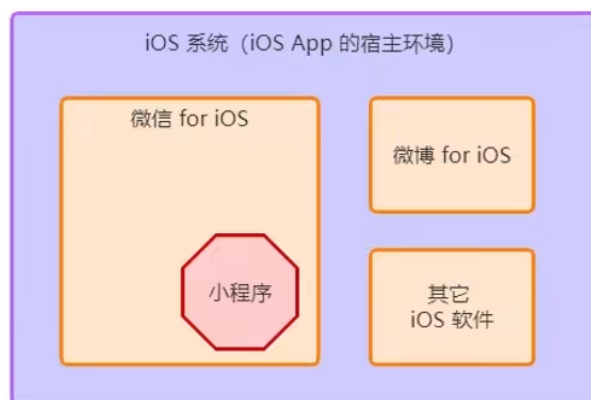 iOS 系统（iOS App 的宿主环境）
微信 for iOS
小程序
微博 for iOS
其它
iOS 软件